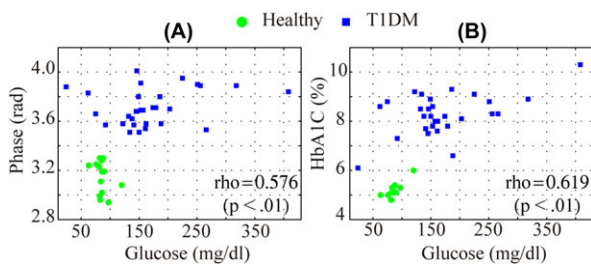 Healthy T1DM
(A)
4.0
3.6
3.2
2.8
Phase (rad)
rho=0.576
(p < .01)
50 150 250 350
Glucose (mg/dl)
(B)
10
8
6
4
HbA1C (%)
rho=0.619
(p < .01)
50 150 250 350
Glucose (mg/dl)